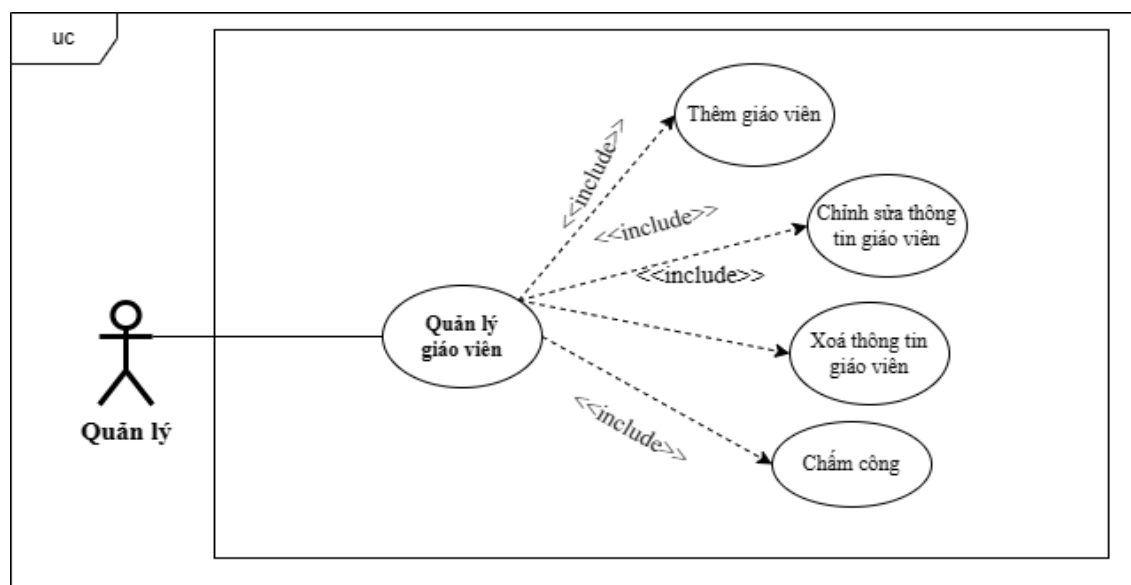 uc
Thêm giáo viên
<<include>>
Chỉnh sửa thông
tin giáo viên
<<include>>
<<include>>
Quản lý
giáo viên
Xoá thông tin
giáo viên
Quản lý
<<include>>
Chấm công